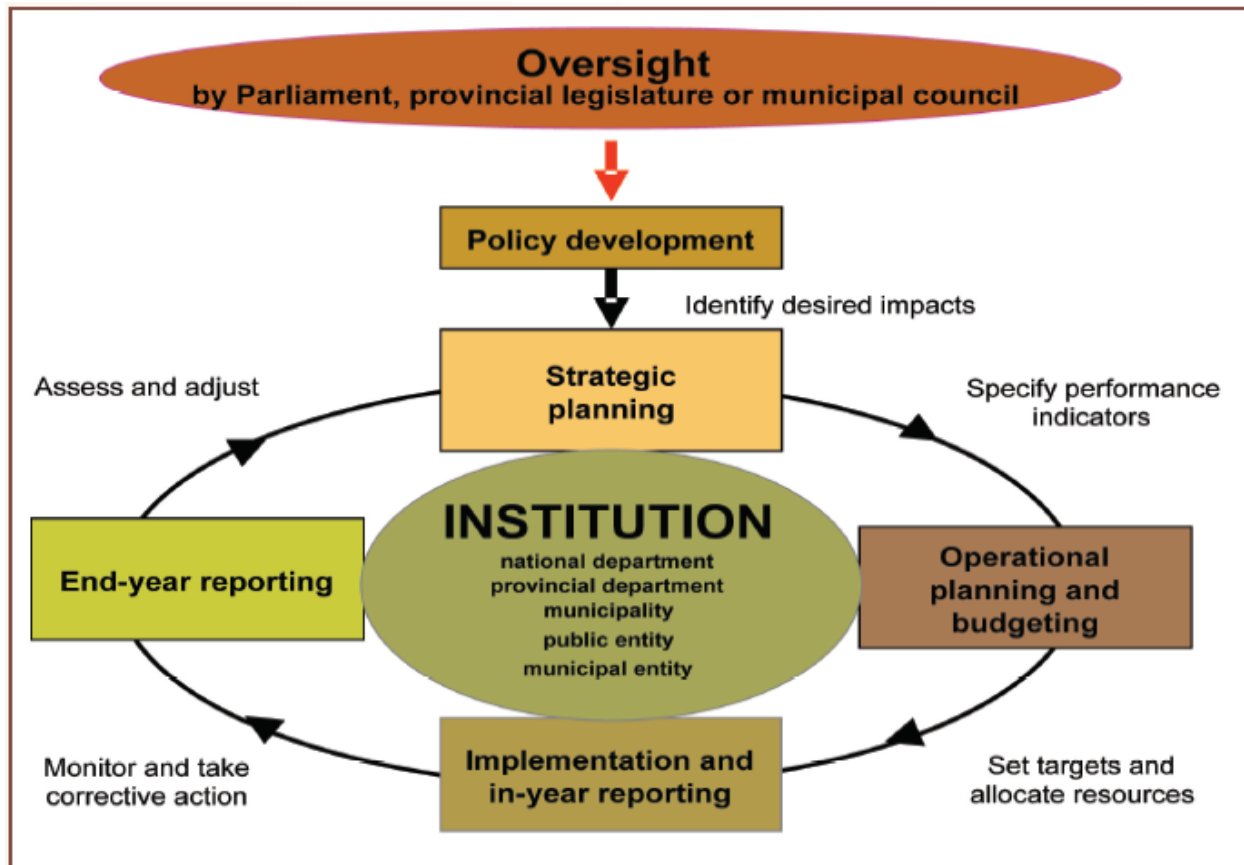 Oversight
by Parliament, provincial legislature or municipal council
Policy development
Identify desired impacts
Strategic
planning
Assess and adjust
Specify performance
indicators
INSTITUTION
national department
provincial department
municipality
public entity
municipal entity
End-year reporting
Operational
planning and
budgeting
Implementation and
in-year reporting
Monitor and take
corrective action
Set targets and
allocate resources